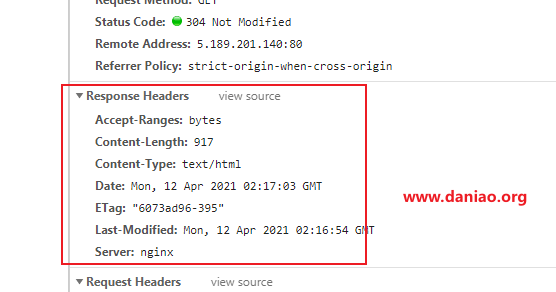 Request Method: GET
Status Code: 304 Not Modified
Remote Address: 5.189.201.140:80
Referrer Policy: strict-origin-when-cross-origin
Response Headers view source
Accept-Ranges: bytes
Content-Length: 917
Content-Type: text/html
Date: Mon, 12 Apr 2021 02:17:03 GMT
ETag: "6073ad96-395"
www.daniao.org
Last-Modified: Mon, 12 Apr 2021 02:16:54 GMT
Server: nginx
Request Headers view source